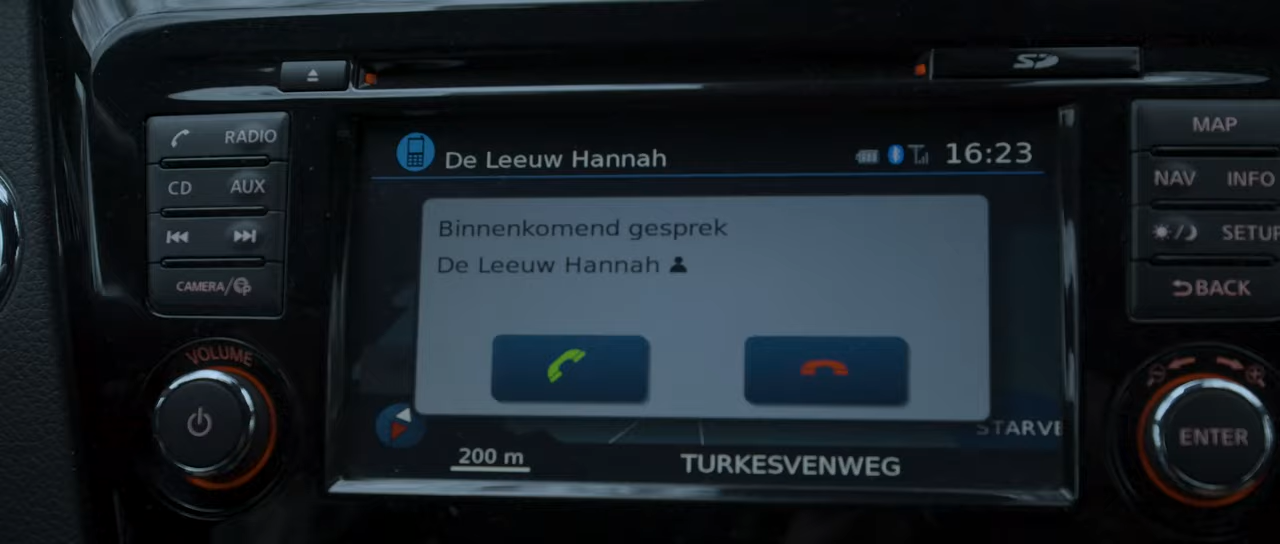 SD
RADIO
CD AUX
CAMERA/
VOLUME
De Leeuw Hannah 16:23
Binnenkomend gesprek
De Leeuw Hannah
200 m
TURKESVENWEG
STARVE
MAP
NAV INFO
SETUP
BACK
ENTER